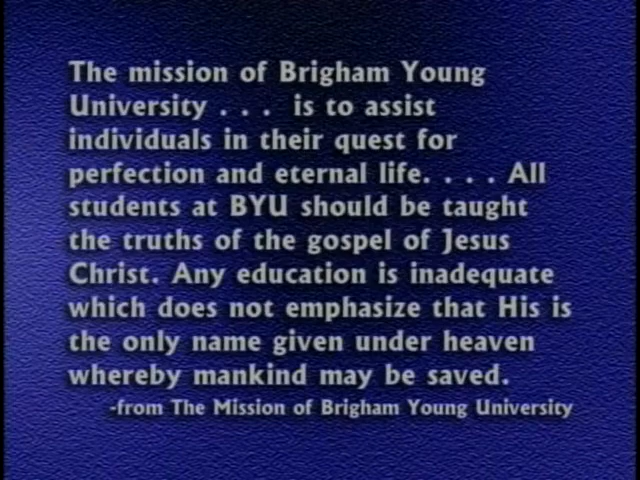 The mission of Brigham Young
University . . .  is to assist
individuals in their quest for
perfection and eternal life. . . . All
students at BYU should be taught
the truths of the gospel of Jesus
Christ. Any education is inadequate
which does not emphasize that His is
the only name given under heaven
whereby mankind may be saved.
-from The Mission of Brigham Young University